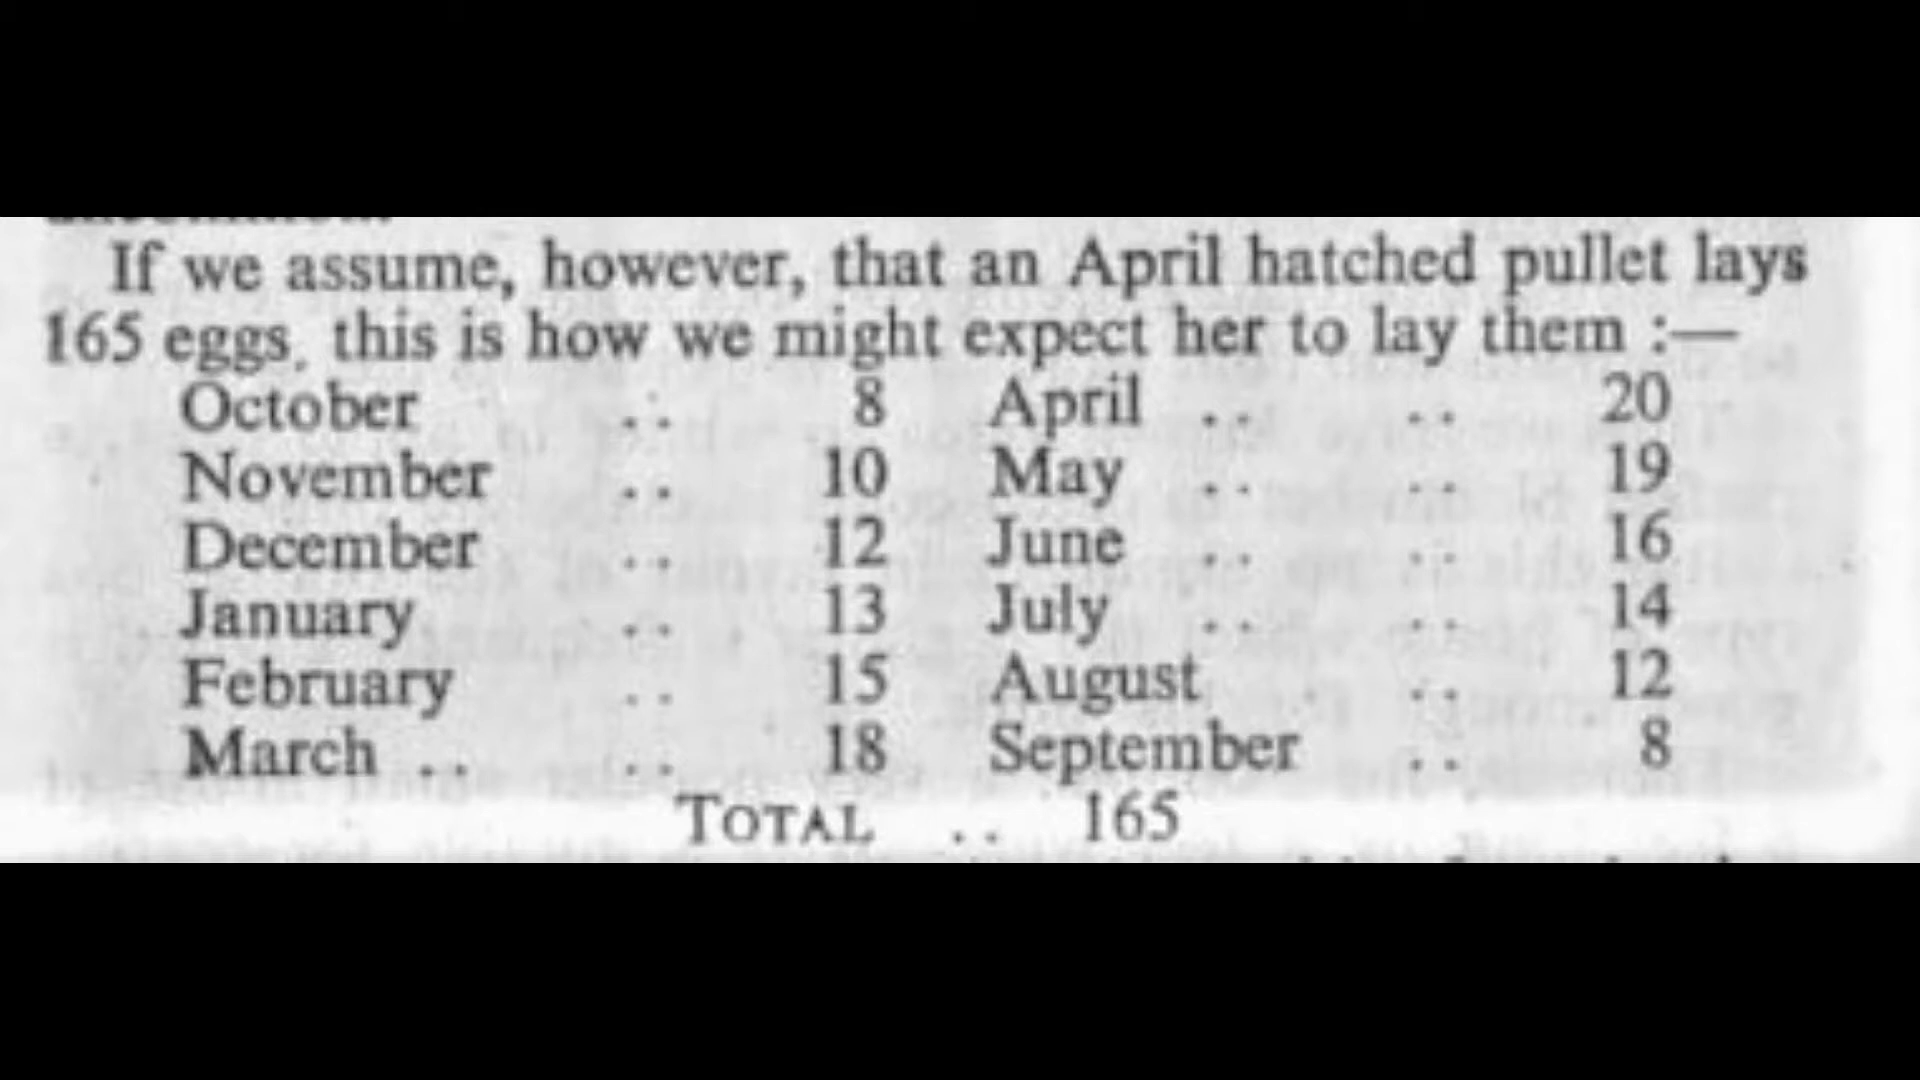 If we assume, however, that an April hatched pullet lays
165 eggs, this is how we might expect her to lay them :—
October .. 8 April .. .. 20
November .. 10 May .. .. 19
December .. 12 June .. .. 16
January .. 13 July .. .. 14
February .. 15 August .. 12
March .. .. 18 September .. 8
TOTAL .. 165